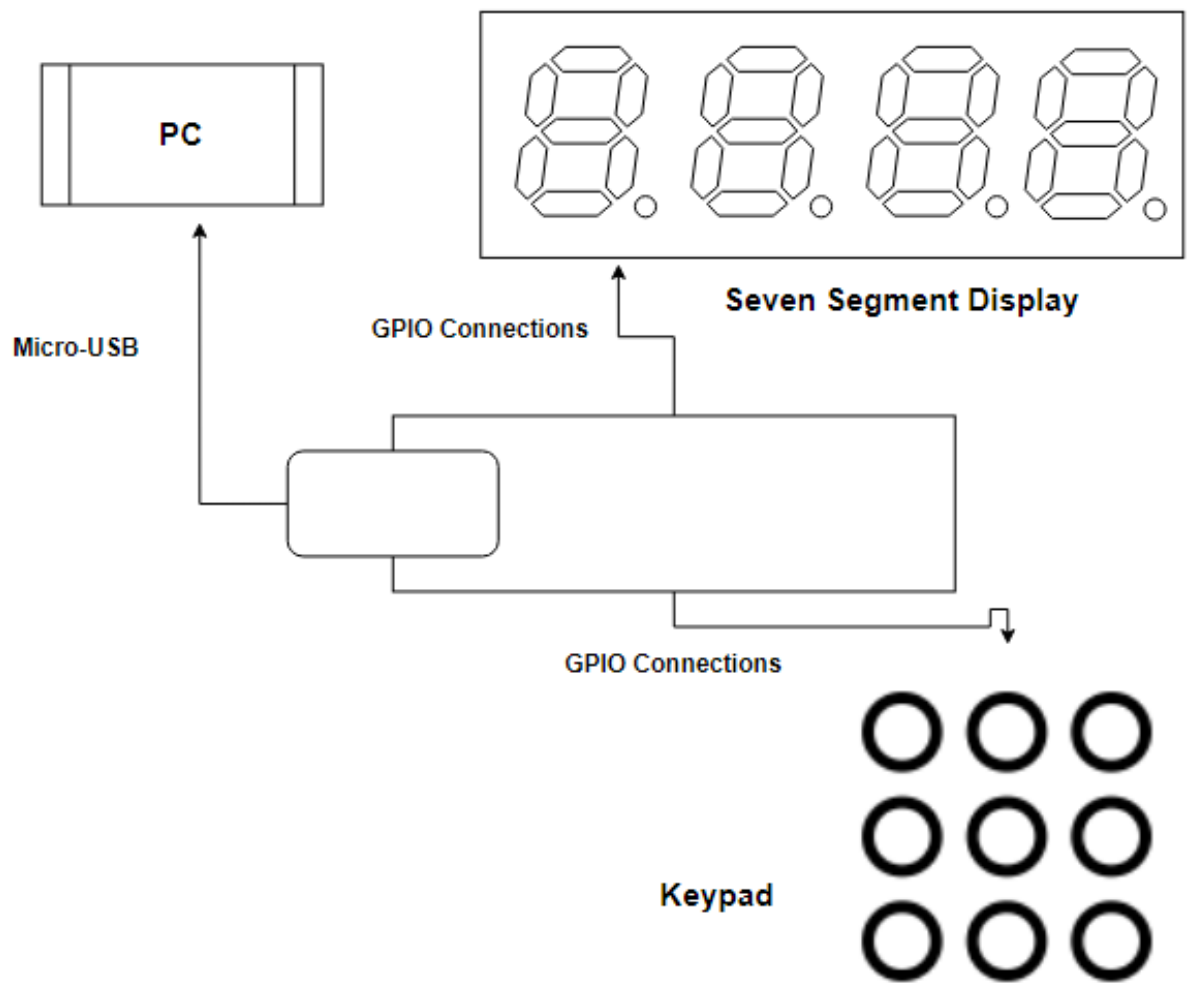 PC
Seven Segment Display
GPIO Connections
Micro-USB
GPIO Connections
Keypad